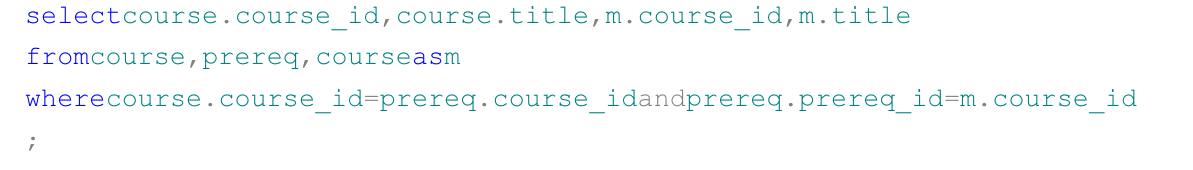 selectcourse.course_id,course.title,m.course_id,m.title
fromcourse,prereq,courseasm
wherecourse.course_id=prereq.course_idandprereq.prereq_id=m.course_id
;